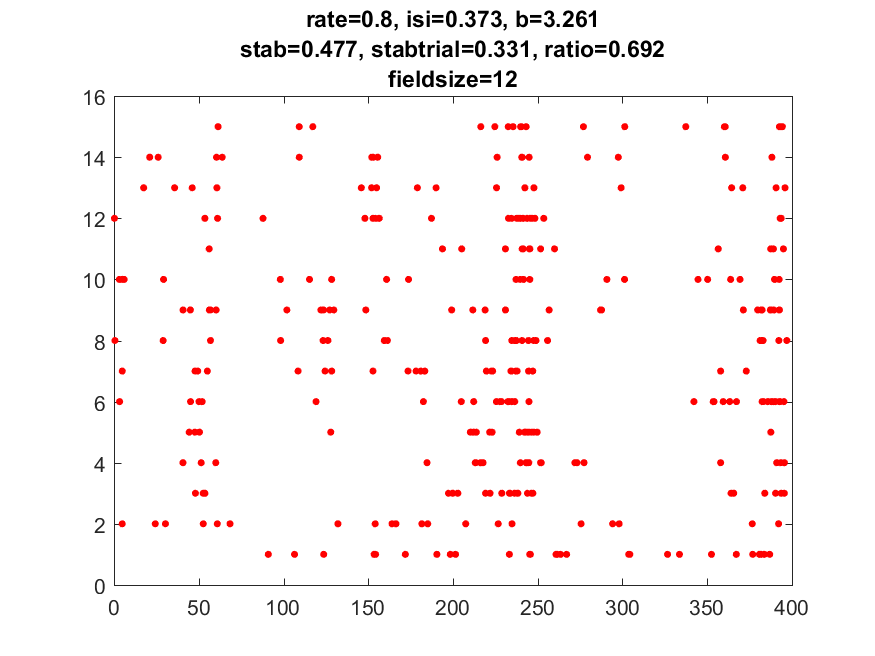 rate=0.8, isi=0.373, b=3.261
stab=0.477, stabtrial=0.331, ratio=0.692
fieldsize=12
16
14
12
10
8
6
4
2
0
0 50 100 150 200 250 300 350 400